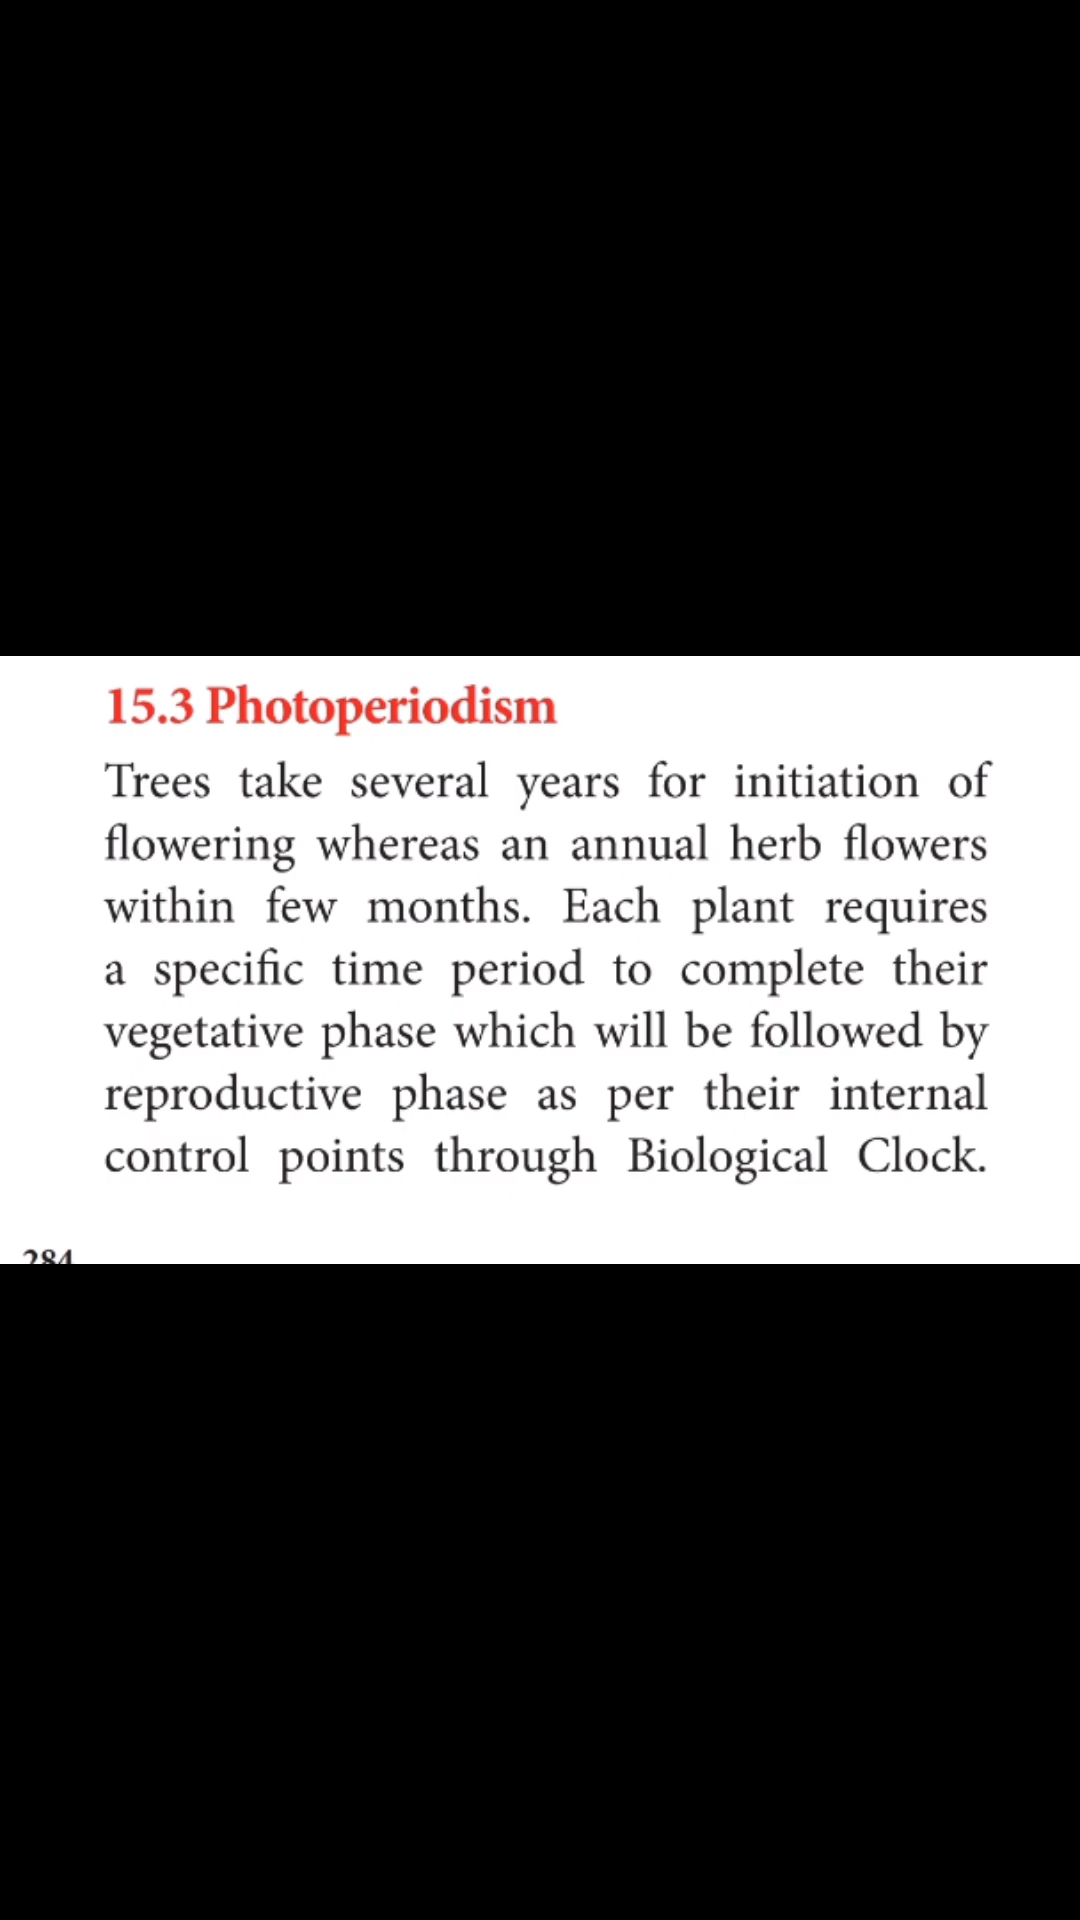 15.3 Photoperiodism
Trees take several years for initiation of
flowering whereas an annual herb flowers
within few months. Each plant requires
a specific time period to complete their
vegetative phase which will be followed by
reproductive phase as per their internal
control points through Biological Clock.
284